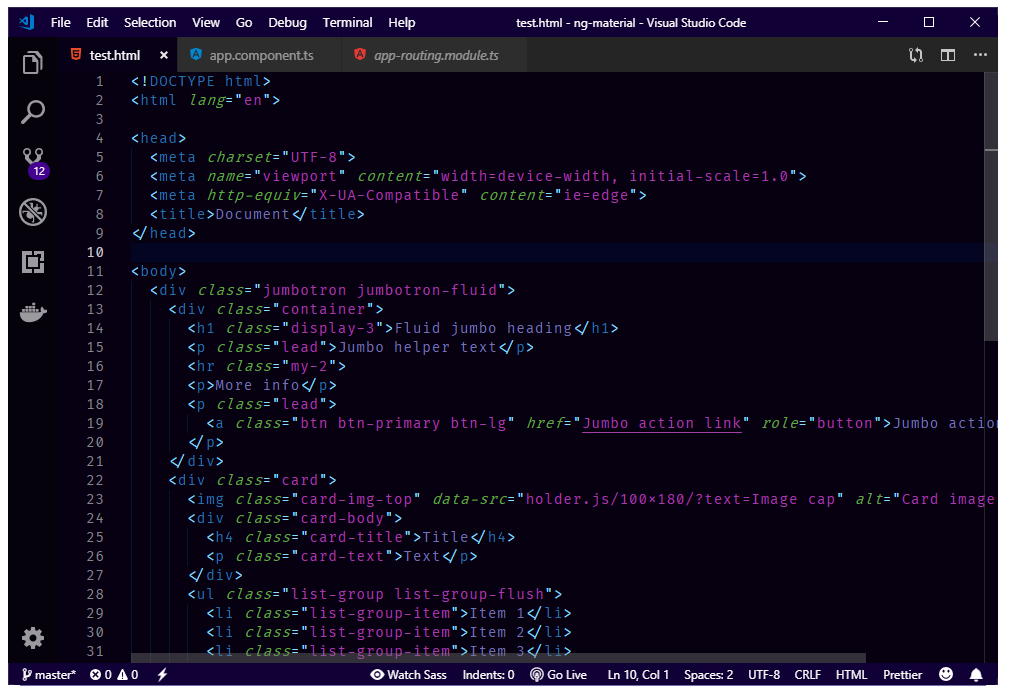 File Edit Selection View Go Debug Terminal Help test.html - ng-material - Visual Studio Code
test.html app.component.ts app-routing.module.ts
1 <!DOCTYPE html>
2 <html lang="en">
3
4 <head>
5 <meta charset="UTF-8">
6 <meta name="viewport" content="width=device-width, initial-scale=1.0">
7 <meta http-equiv="X-UA-Compatible" content="ie=edge">
8 <title>Document</title>
9 </head>
10
11 <body>
12 <div class="jumbotron jumbotron-fluid">
13 <div class="container">
14 <h1 class="display-3">Fluid jumbo heading</h1>
15 <p class="lead">Jumbo helper text</p>
16 <hr class="my-2">
17 <p>More info</p>
18 <p class="lead">
19 <a class="btn btn-primary btn-lg" href="Jumbo action link" role="button">Jumbo actio
20 </p>
21 </div>
22 <div class="card">
23 <img class="card-img-top" data-src="holder.js/100×180/?text=Image cap" alt="Card image
24 <div class="card-body">
25 <h4 class="card-title">Title</h4>
26 <p class="card-text">Text</p>
27 </div>
28 <ul class="list-group list-group-flush">
29 <li class="list-group-item">Item 1</li>
30 <li class="list-group-item">Item 2</li>
31 <li class="list-group-item">Item 3</li>
12
master* 0 0 Watch Sass Indents: 0 Go Live Ln 10, Col 1 Spaces: 2 UTF-8 CRLF HTML Prettier